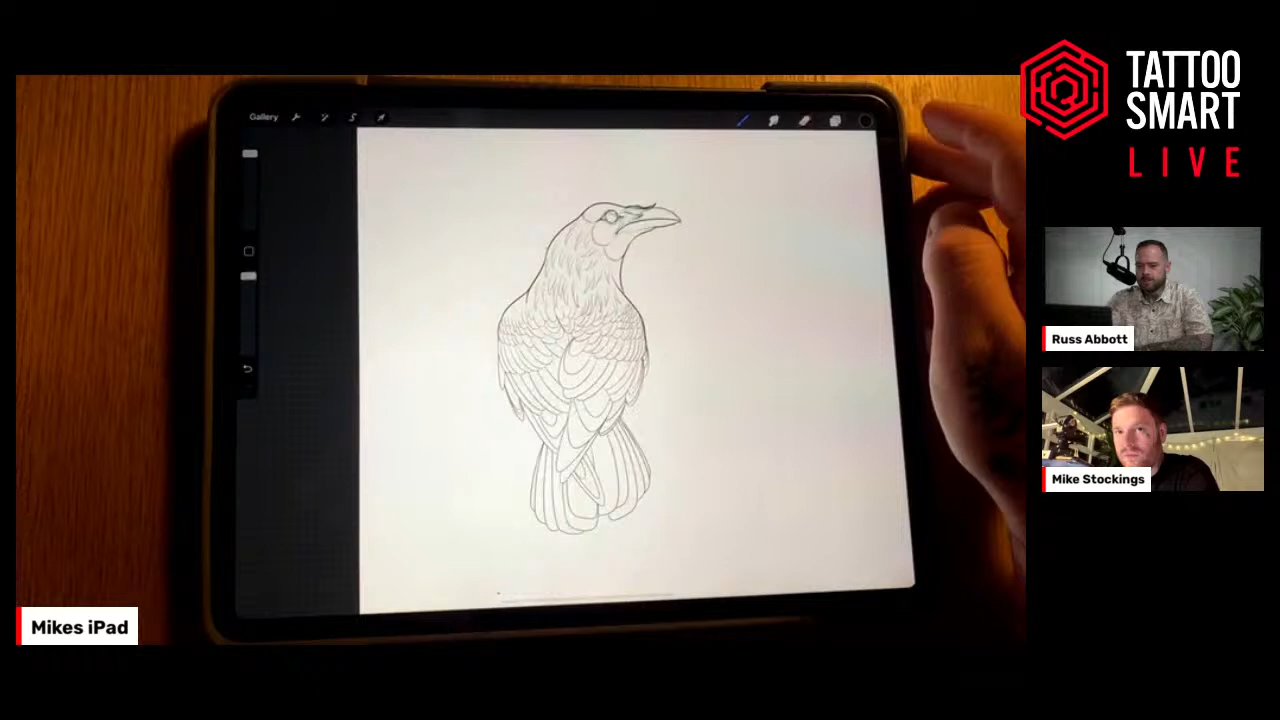 Gallery
TATTOO
SMART
LIVE
Russ Abbott
Mike Stockings
Mikes iPad